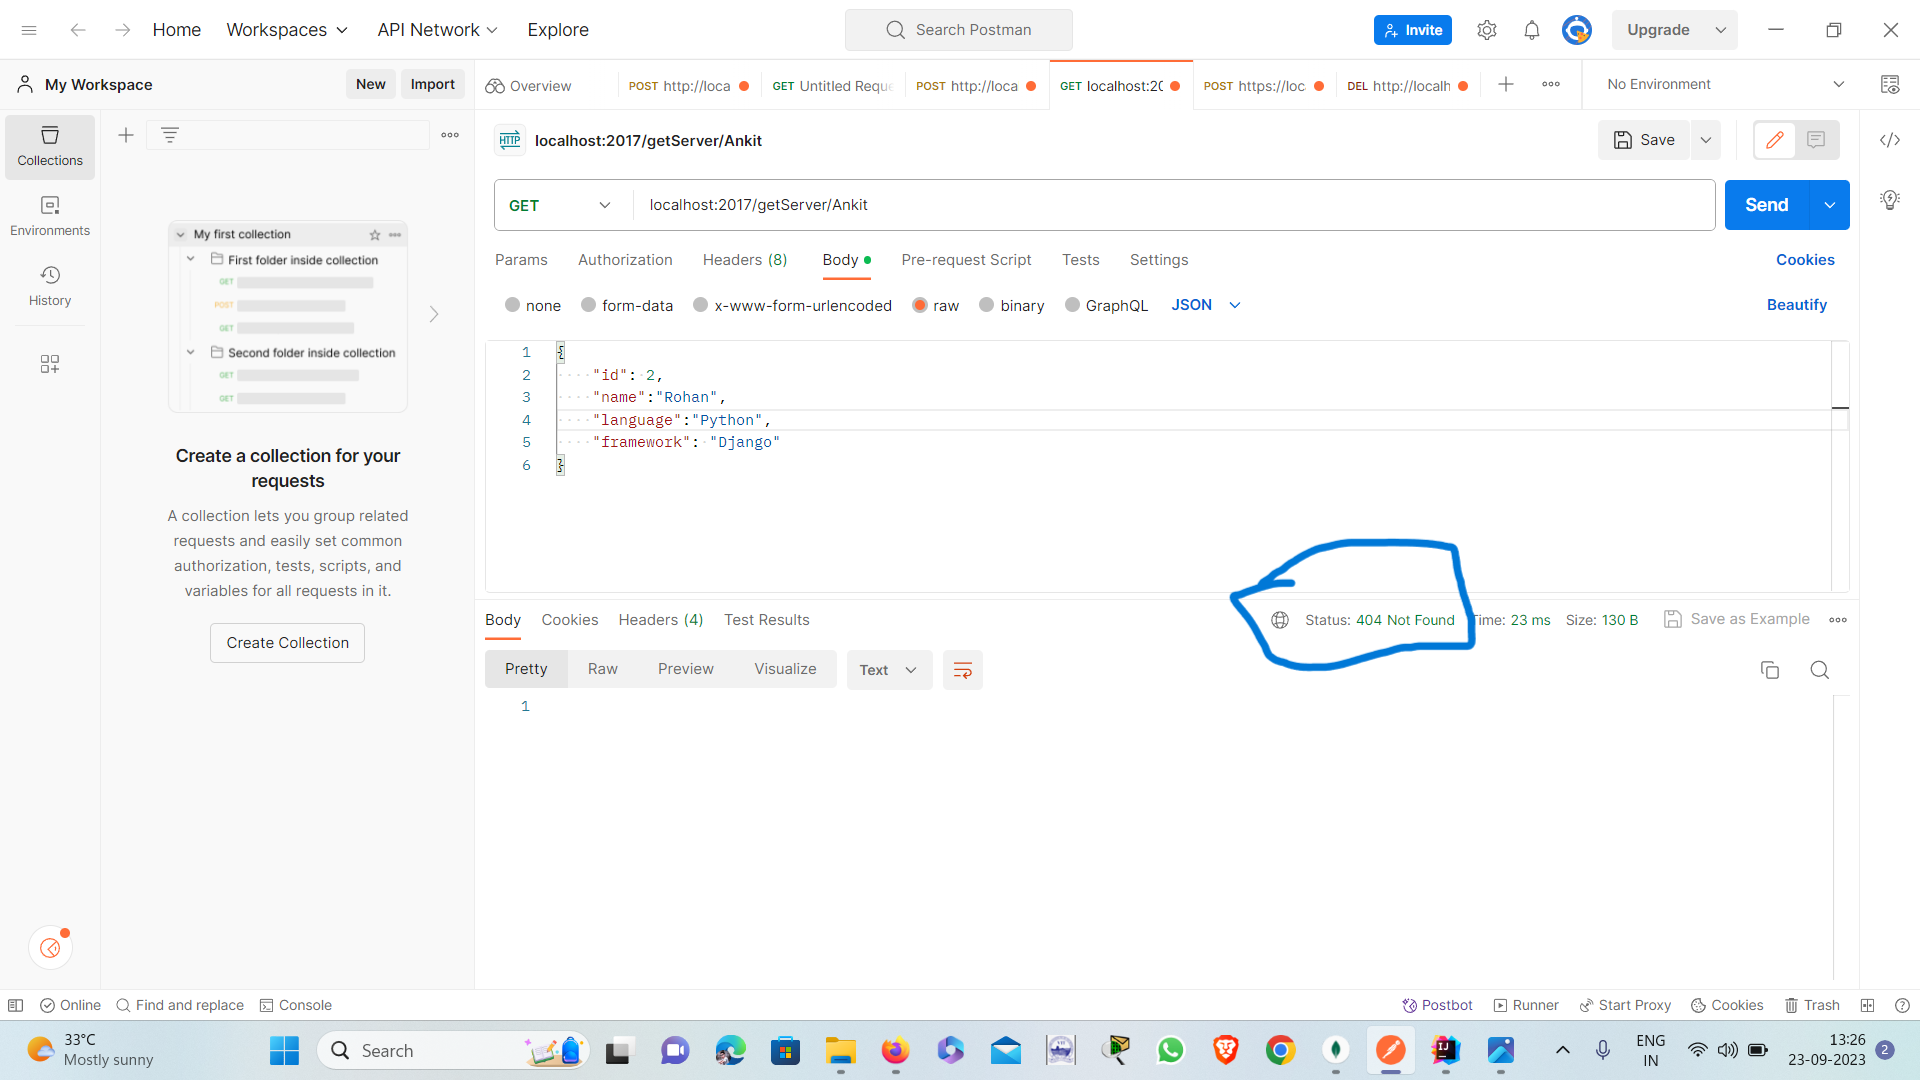 Home Workspaces API Network Explore Search Postman Invite Upgrade
My Workspace New Import Overview POST http://loca GET Untitled Reque POST http://loca GET localhost:20 POST https://loc DEL http://localh No Environment
Collections
Environments
History
My first collection
First folder inside collection
GET
POST
GET
Second folder inside collection
GET
GET
Create a collection for your
requests
A collection lets you group related
requests and easily set common
authorization, tests, scripts, and
variables for all requests in it.
Create Collection
HTTP localhost:2017/getServer/Ankit Save
GET localhost:2017/getServer/Ankit Send
Params Authorization Headers (8) Body Pre-request Script Tests Settings Cookies
none form-data x-www-form-urlencoded raw binary GraphQL JSON Beautify
1 {
2 "id": 2,
3 "name":"Rohan",
4 "language":"Python",
5 "framework": "Django"
6 }
Body Cookies Headers (4) Test Results Status: 404 Not Found Time: 23 ms Size: 130 B Save as Example
Pretty Raw Preview Visualize Text
1
Online Find and replace Console Postbot Runner Start Proxy Cookies Trash
33°C
Mostly sunny
Search
ENG
IN
13:26
23-09-2023
2